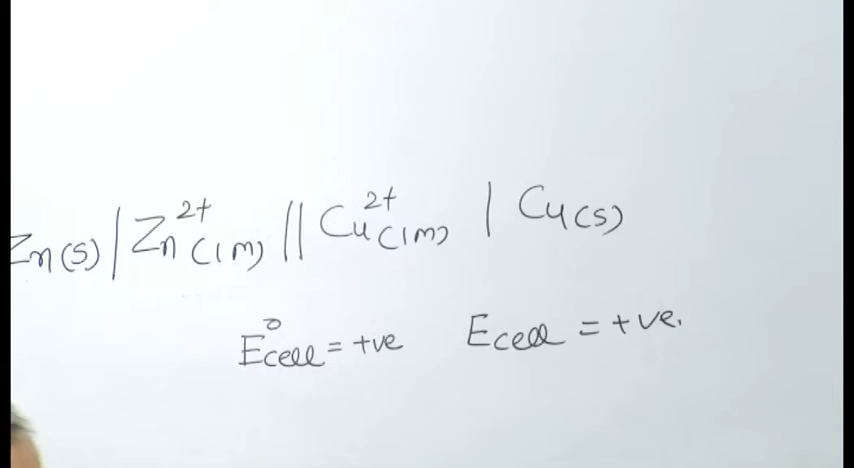 Zn(s) | Zn²⁺(1M) || Cu²⁺(1M) | Cu(s)
E°cell = +ve Ecell = +ve.